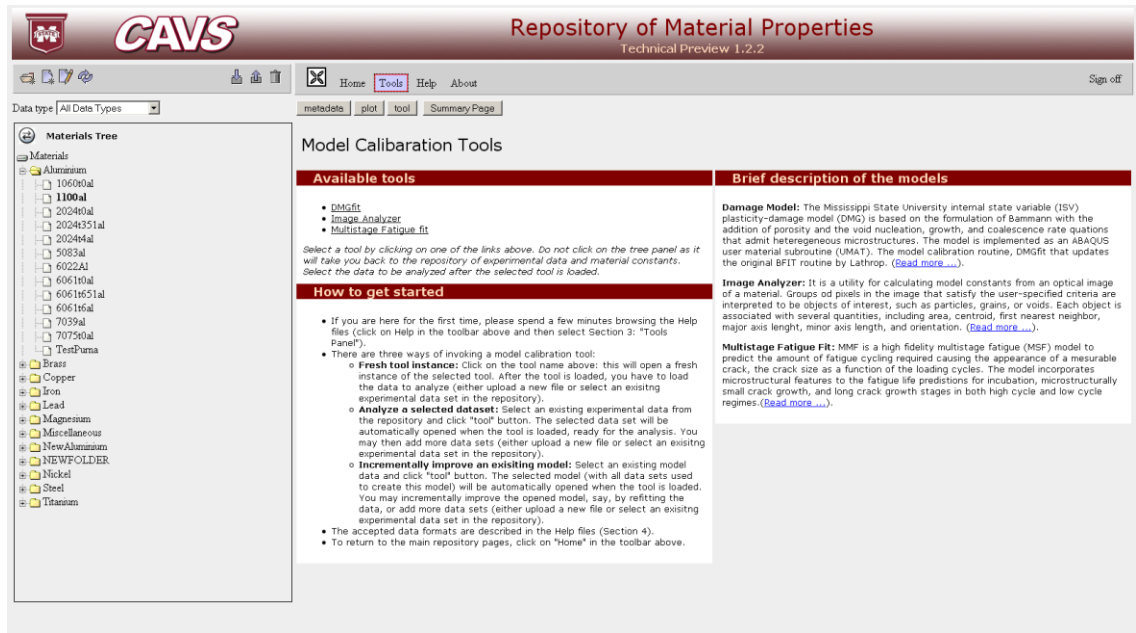 STATE
CAVS
Repository of Material Properties
Technical Preview 1.2.2
Home Tools Help About
Sign off
Data type All Data Types
metadata plot tool Summary Page
Materials Tree
Materials
Aluminium
1060t0al
1100al
2024t0al
2024t351al
2024t4al
5083al
6022Al
6061t0al
6061t651al
6061t6al
7039al
7075t0al
TestPurna
Brass
Copper
Iron
Lead
Magnesium
Miscellaneous
NewAluminium
NEWFOLDER
Nickel
Steel
Titanium
Model Calibaration Tools
Available tools
• DMGfit
• Image Analyzer
• Multistage Fatigue fit
Select a tool by clicking on one of the links above. Do not click on the tree panel as it
will take you back to the repository of experimental data and material constants.
Select the data to be analyzed after the selected tool is loaded.
How to get started
• If you are here for the first time, please spend a few minutes browsing the Help
files (click on Help in the toolbar above and then select Section 3: "Tools
Panel").
• There are three ways of invoking a model calibration tool:
o Fresh tool instance: Click on the tool name above: this will open a fresh
instance of the selected tool. After the tool is loaded, you have to load
the data to analyze (either upload a new file or select an exisitng
experimental data set in the repository).
o Analyze a selected dataset: Select an existing experimental data from
the repository and click "tool" button. The selected data set will be
automatically opened when the tool is loaded, ready for the analysis. You
may then add more data sets (either upload a new file or select an exisitng
experimental data set in the repository).
o Incrementally improve an exisiting model: Select an existing model
data and click "tool" button. The selected model (with all data sets used
to create this model) will be automatically opened when the tool is loaded.
You may incrementally improve the opened model, say, by refitting the
data, or add more data sets (either upload a new file or select an exisitng
experimental data set in the repository).
• The accepted data formats are described in the Help files (Section 4).
• To return to the main repository pages, click on "Home" in the toolbar above.
Brief description of the models
Damage Model: The Mississippi State University internal state variable (ISV)
plasticity-damage model (DMG) is based on the formulation of Bammann with the
addition of porosity and the void nucleation, growth, and coalescence rate quations
that admit heteregeneous microstructures. The model is implemented as an ABAQUS
user material subroutine (UMAT). The model calibration routine, DMGfit that updates
the original BFIT routine by Lathrop. (Read more ...).
Image Analyzer: It is a utility for calculating model constants from an optical image
of a material. Groups od pixels in the image that satisfy the user-specified criteria are
interpreted to be objects of interest, such as particles, grains, or voids. Each object is
associated with several quantities, including area, centroid, first nearest neighbor,
major axis lenght, minor axis length, and orientation. (Read more ...).
Multistage Fatigue Fit: MMF is a high fidelity multistage fatigue (MSF) model to
predict the amount of fatigue cycling required causing the appearance of a mesurable
crack, the crack size as a function of the loading cycles. The model incorporates
microstructural features to the fatigue life predistions for incubation, microstructurally
small crack growth, and long crack growth stages in both high cycle and low cycle
regimes.(Read more ...).